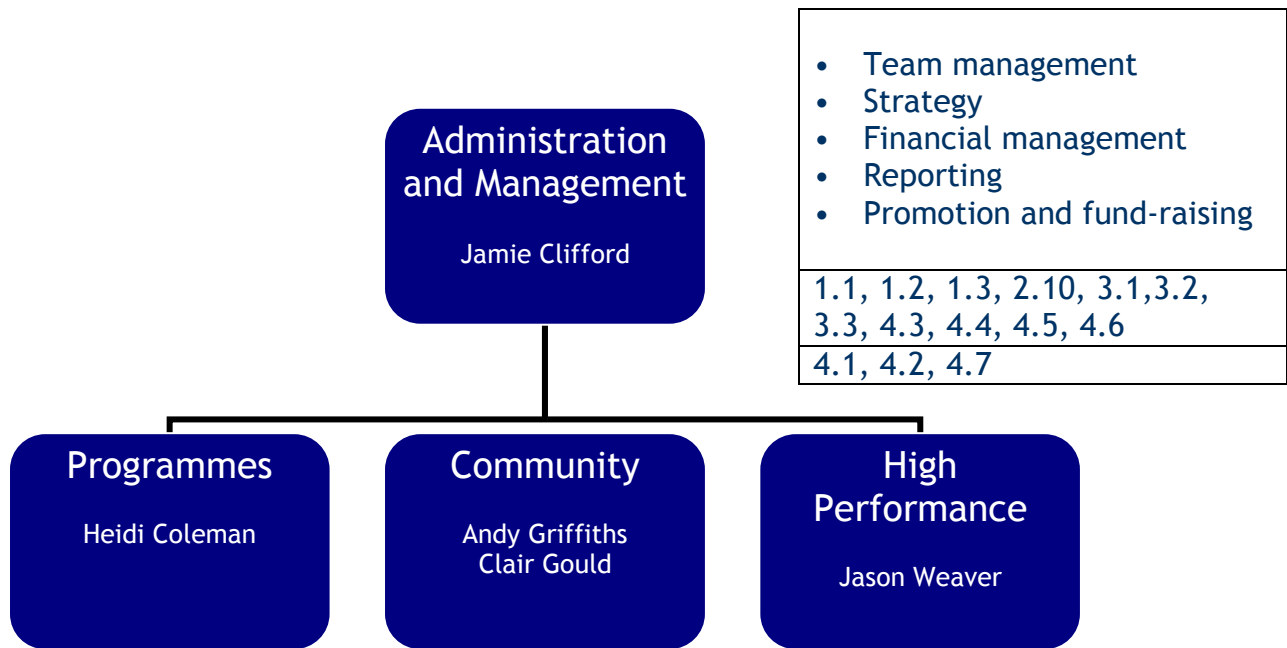 • Team management
• Strategy
• Financial management
• Reporting
• Promotion and fund-raising
1.1, 1.2, 1.3, 2.10, 3.1,3.2,
3.3, 4.3, 4.4, 4.5, 4.6
4.1, 4.2, 4.7
Administration
and Management
Jamie Clifford
Programmes
Heidi Coleman
Community
Andy Griffiths
Clair Gould
High
Performance
Jason Weaver